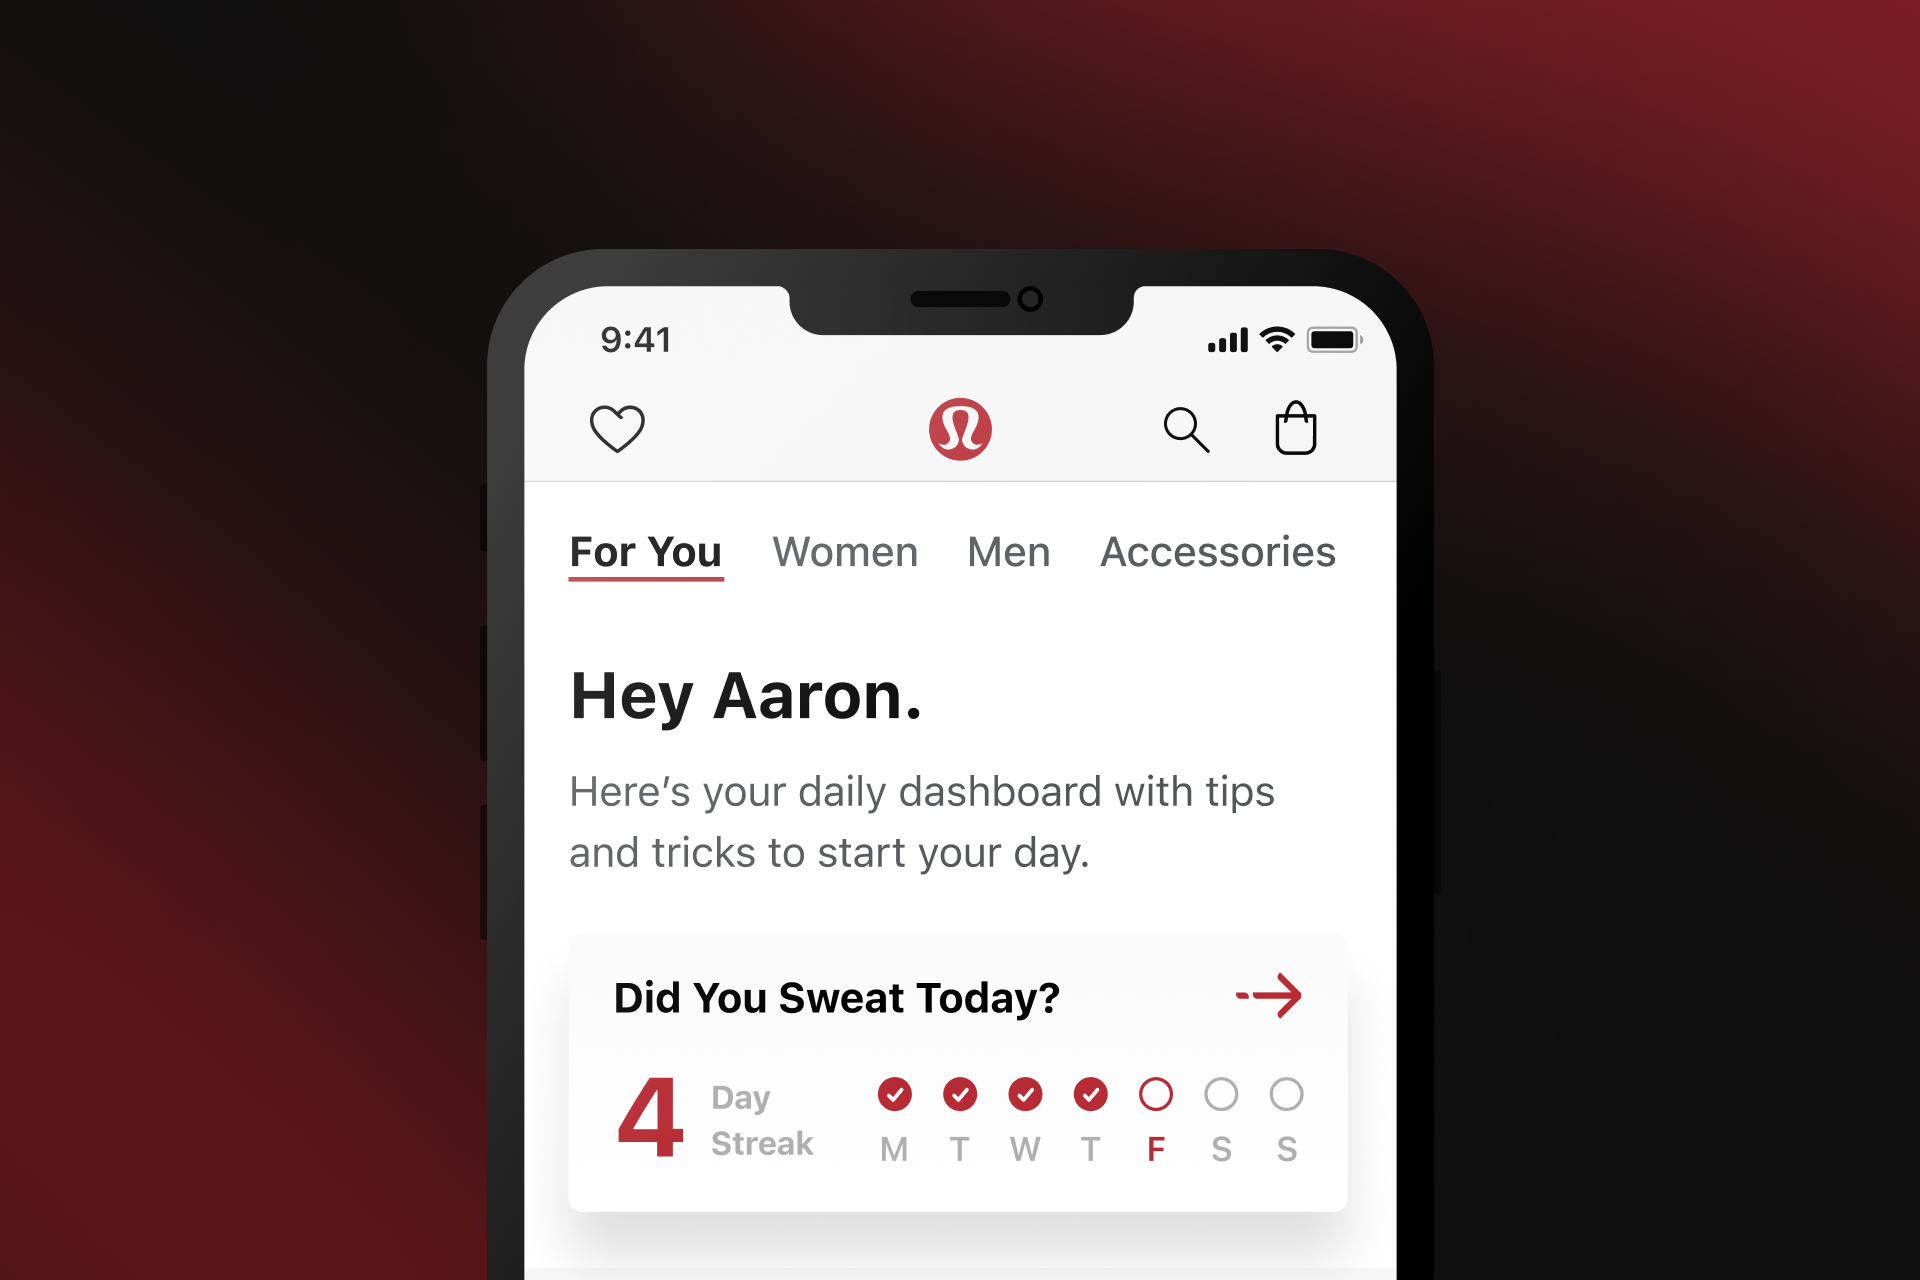 9:41
For You Women Men Accessories
Hey Aaron.
Here’s your daily dashboard with tips
and tricks to start your day.
Did You Sweat Today?
4 Day
Streak
M T W T F S S